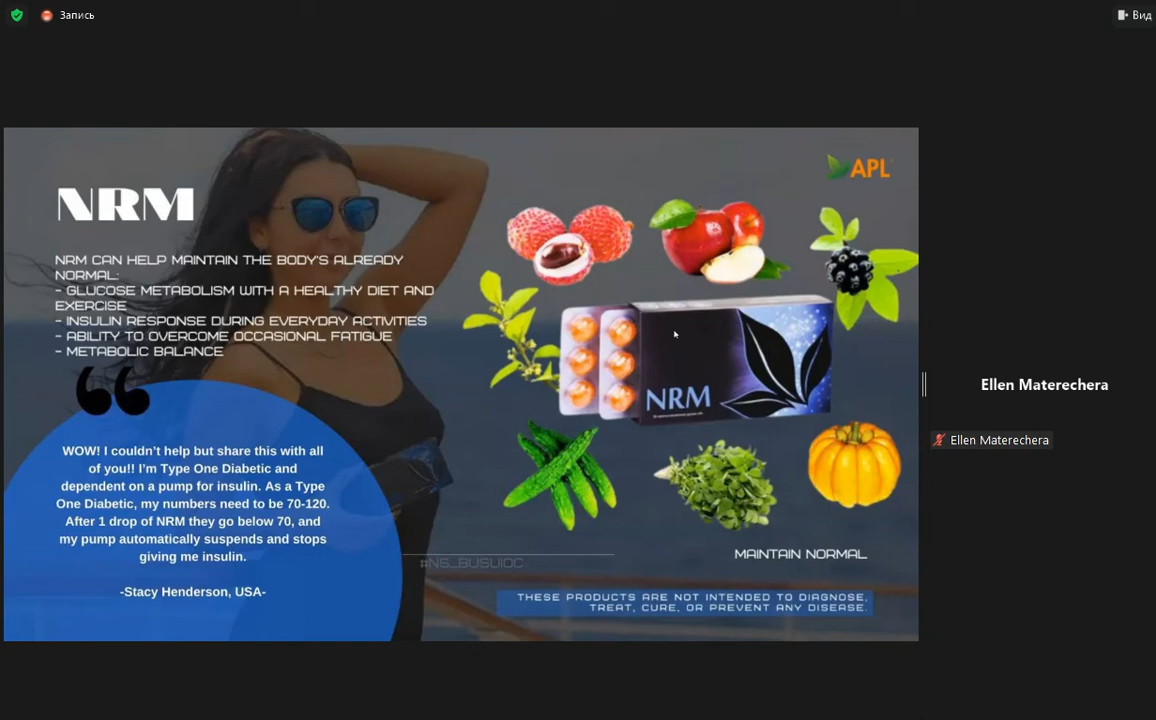 Запись
Вид
APL
NRM
NRM CAN HELP MAINTAIN THE BODY'S ALREADY
NORMAL:
- GLUCOSE METABOLISM WITH A HEALTHY DIET AND
EXERCISE
- INSULIN RESPONSE DURING EVERYDAY ACTIVITIES
- ABILITY TO OVERCOME OCCASIONAL FATIGUE
- METABOLIC BALANCE
NRM
WOW! I couldn't help but share this with all
of you!! I'm Type One Diabetic and
dependent on a pump for insulin. As a Type
One Diabetic, my numbers need to be 70-120.
After 1 drop of NRM they go below 70, and
my pump automatically suspends and stops
giving me insulin.
-Stacy Henderson, USA-
#NS_BUSUIOC
MAINTAIN NORMAL
THESE PRODUCTS ARE NOT INTENDED TO DIAGNOSE,
TREAT, CURE, OR PREVENT ANY DISEASE.
Ellen Materechera
Ellen Materechera